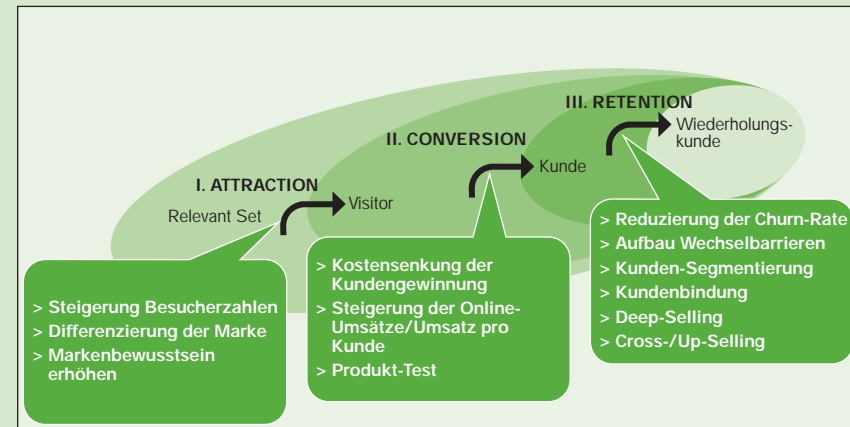 I. ATTRACTION
Relevant Set
Visitor
> Steigerung Besucherzahlen
> Differenzierung der Marke
> Markenbewusstsein
erhöhen
II. CONVERSION
Kunde
> Kostensenkung der
Kundengewinnung
> Steigerung der Online-
Umsätze/Umsatz pro
Kunde
> Produkt-Test
III. RETENTION
Wiederholungs-
kunde
> Reduzierung der Churn-Rate
> Aufbau Wechselbarrieren
> Kunden-Segmentierung
> Kundenbindung
> Deep-Selling
> Cross-/Up-Selling